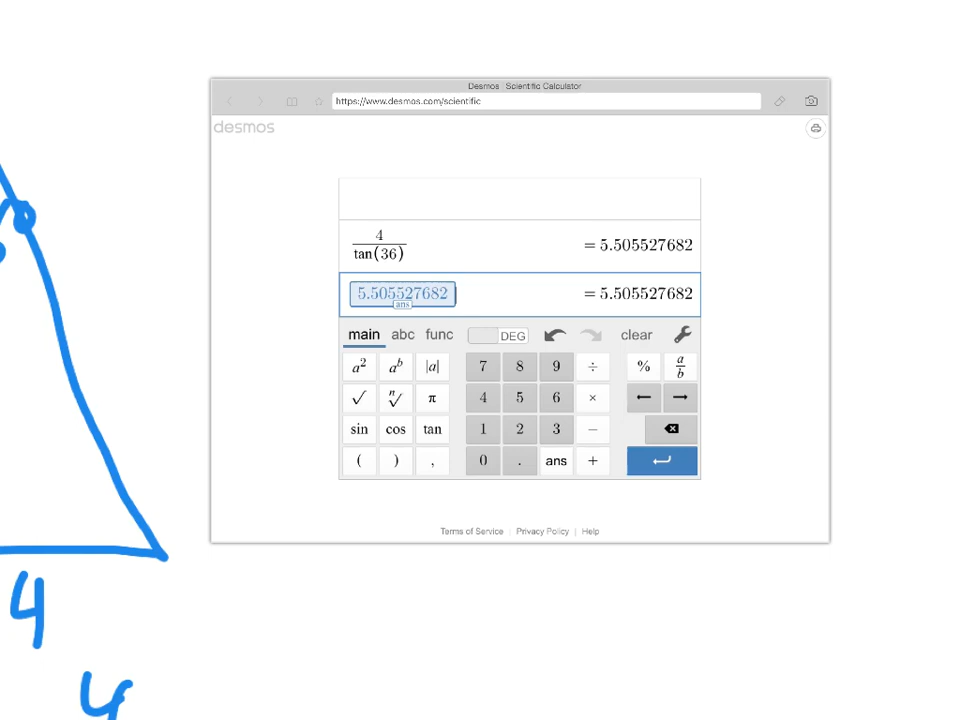 Desmos | Scientific Calculator
https://www.desmos.com/scientific
desmos
4
tan(36)
= 5.505527682
5.505527682
ans
= 5.505527682
main abc func DEG clear
a² aᵇ |a| 7 8 9 ÷ % a/b
√ ⁿ√ π 4 5 6 × ← →
sin cos tan 1 2 3 −
( ) , 0 . ans +
Terms of Service | Privacy Policy | Help
4